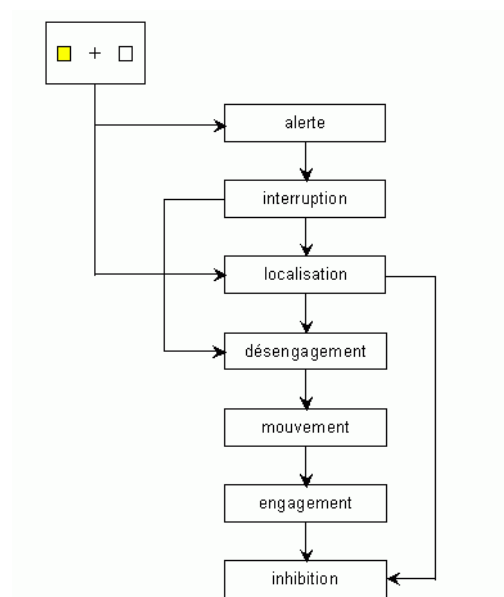 +
alerte
interruption
localisation
désengagement
mouvement
engagement
inhibition